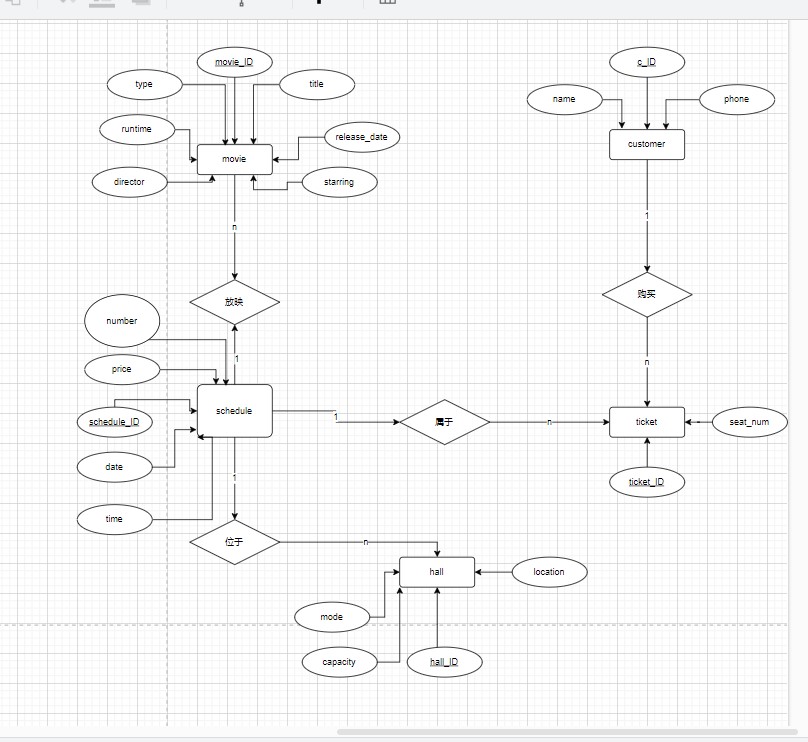 movie_ID
type
title
runtime
release_date
movie
director
starring
n
放映
1
number
price
schedule
schedule_ID
date
time
1
位于
n
hall
location
mode
capacity
hall_ID
1
属于
n
c_ID
name
phone
customer
1
购买
n
ticket
seat_num
ticket_ID